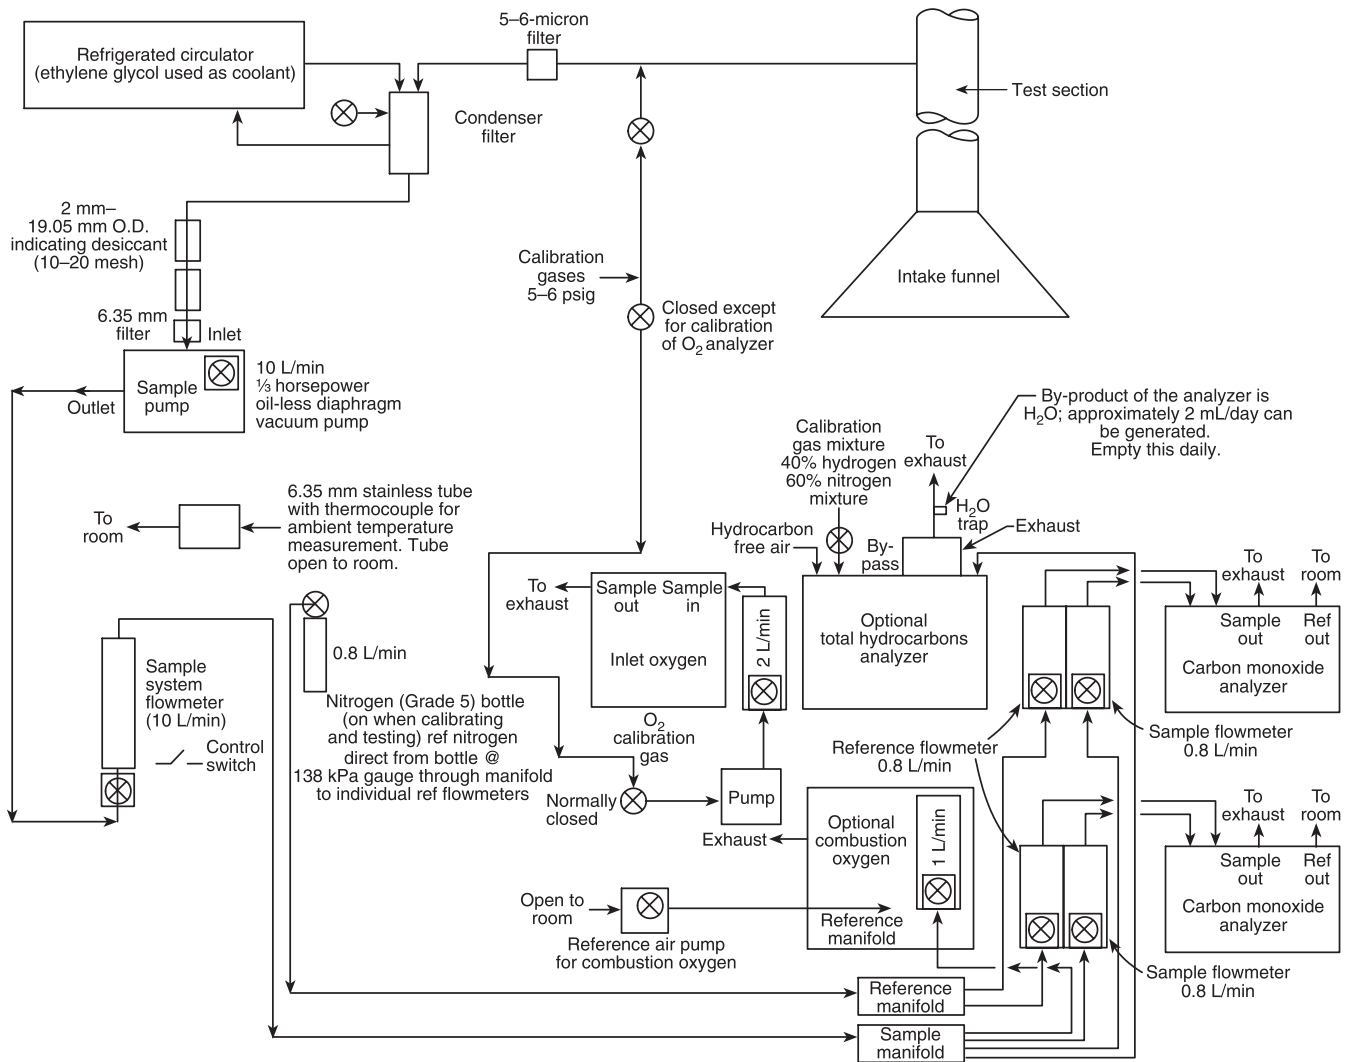 5–6-micron
filter
Refrigerated circulator
(ethylene glycol used as coolant)
Condenser
filter
Test section
2 mm–
19.05 mm O.D.
indicating desiccant
(10–20 mesh)
Calibration
gases
5–6 psig
Intake funnel
6.35 mm
filter
Inlet
Closed except
for calibration
of O2 analyzer
Sample
pump
10 L/min
⅓ horsepower
oil-less diaphragm
vacuum pump
Outlet
By-product of the analyzer is
H2O; approximately 2 mL/day can
be generated.
Empty this daily.
Calibration
gas mixture
40% hydrogen
60% nitrogen
mixture
To
exhaust
H2O
trap
Exhaust
6.35 mm stainless tube
with thermocouple for
ambient temperature
measurement. Tube
open to room.
To
room
Hydrocarbon
free air
By-
pass
To
exhaust
Sample
out
Sample
in
Inlet oxygen
2 L/min
Optional
total hydrocarbons
analyzer
To
exhaust
To
room
Sample
out
Ref
out
Carbon monoxide
analyzer
0.8 L/min
Sample
system
flowmeter
(10 L/min)
Control
switch
Nitrogen (Grade 5) bottle
(on when calibrating
and testing) ref nitrogen
direct from bottle @
138 kPa gauge through manifold
to individual ref flowmeters
O2
calibration
gas
Reference flowmeter
0.8 L/min
Sample flowmeter
0.8 L/min
Normally
closed
Pump
Exhaust
Optional
combustion
oxygen
1 L/min
To
exhaust
To
room
Sample
out
Ref
out
Carbon monoxide
analyzer
Open to
room
Reference
manifold
Reference air pump
for combustion oxygen
Sample flowmeter
0.8 L/min
Reference
manifold
Sample
manifold